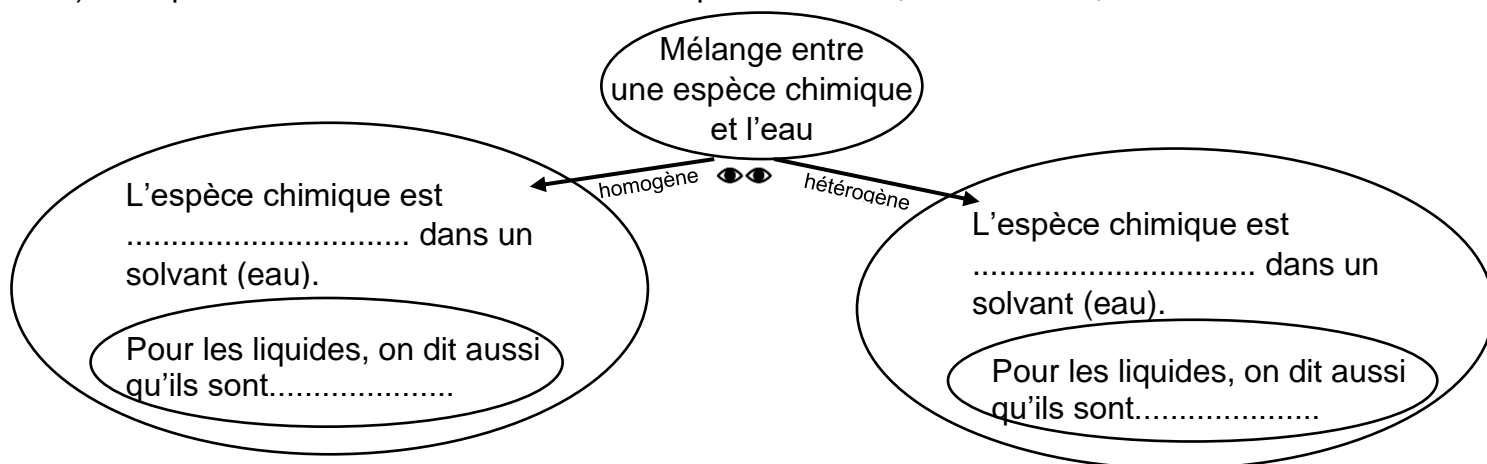 Mélange entre
une espèce chimique
et l'eau
homogène
hétérogène
L'espèce chimique est
................................ dans un
solvant (eau).
Pour les liquides, on dit aussi
qu'ils sont.....................
L'espèce chimique est
................................ dans un
solvant (eau).
Pour les liquides, on dit aussi
qu'ils sont.....................